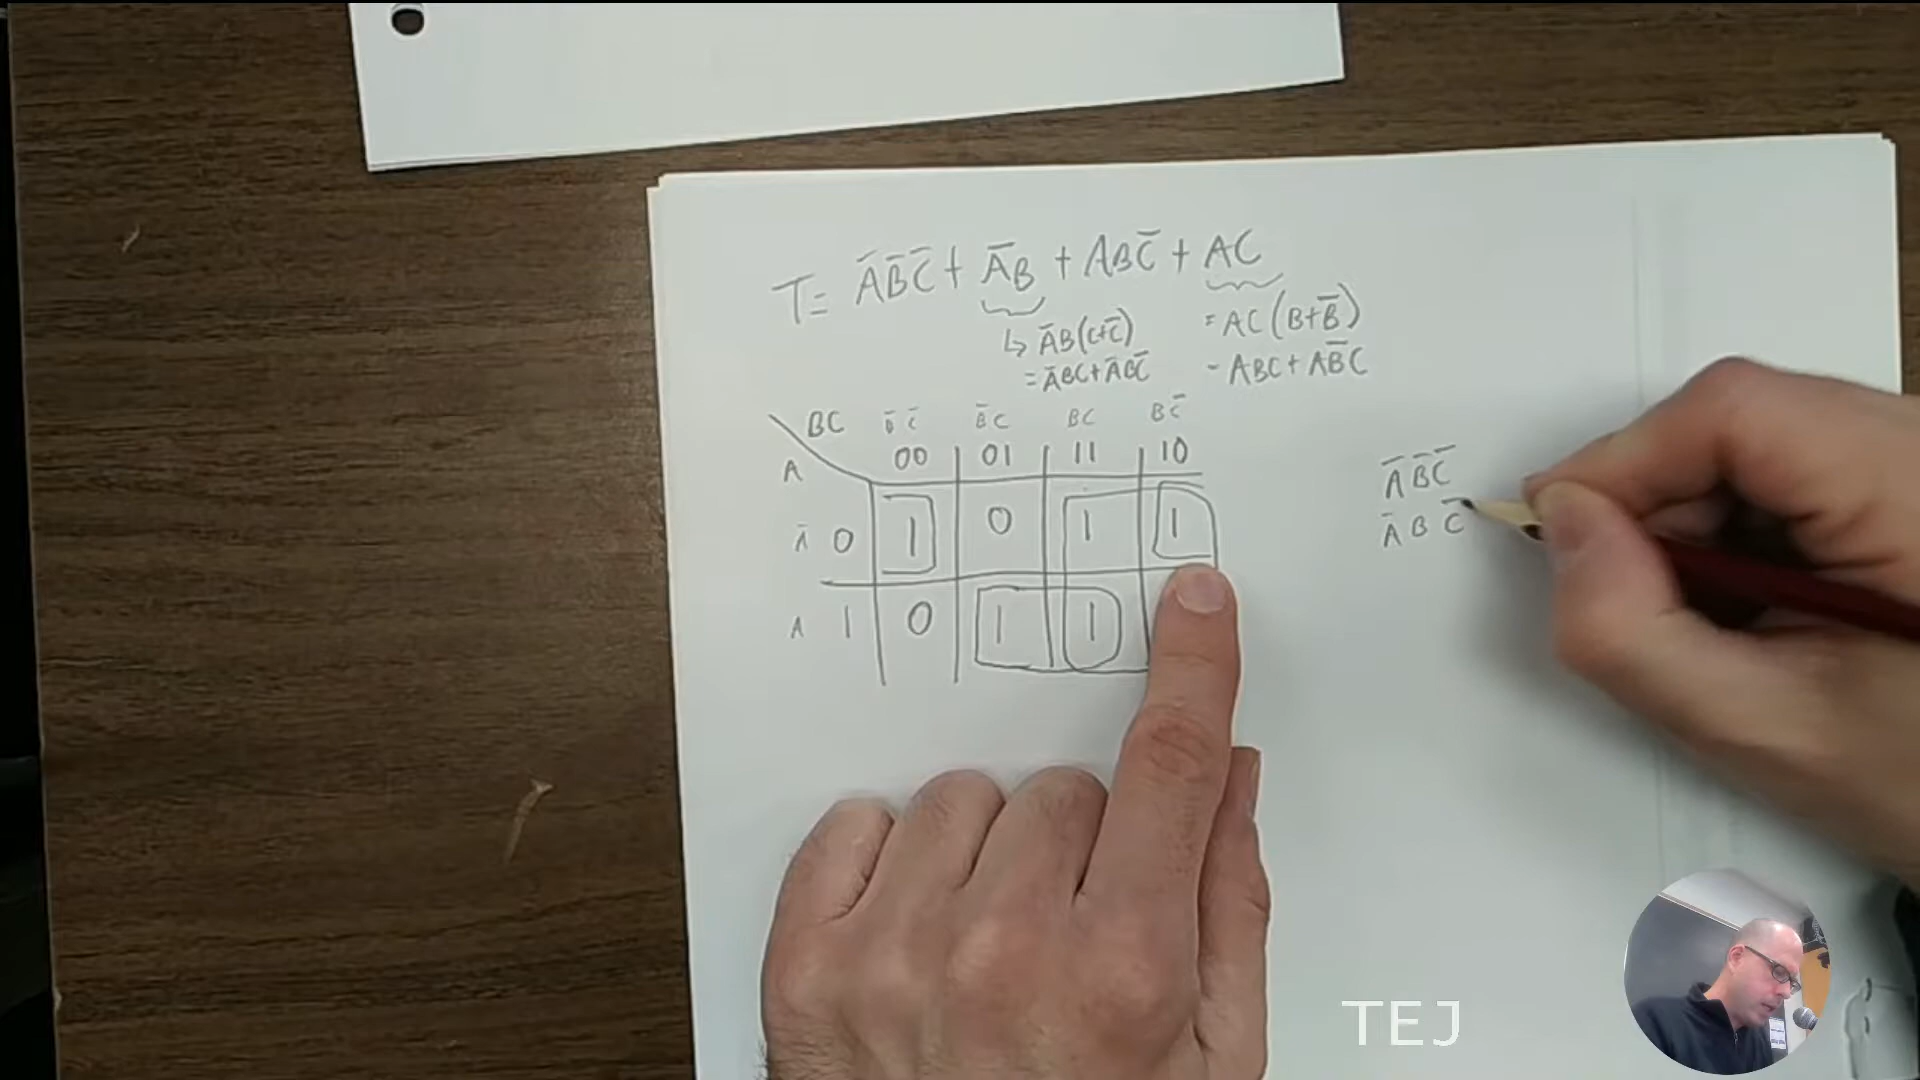 T = A̅B̅C̅ + A̅B + ABC̅ + AC
↳ A̅B(C+C̅) = AC(B+B̅)
= A̅BC + A̅BC̅ - ABC + AB̅C
BC B̅C̅ B̅C BC BC̅
A 00 01 11 10
A̅ 0 1 0 1 1
A 1 0 1 1
A̅B̅C̅
A̅BC̅
TEJ